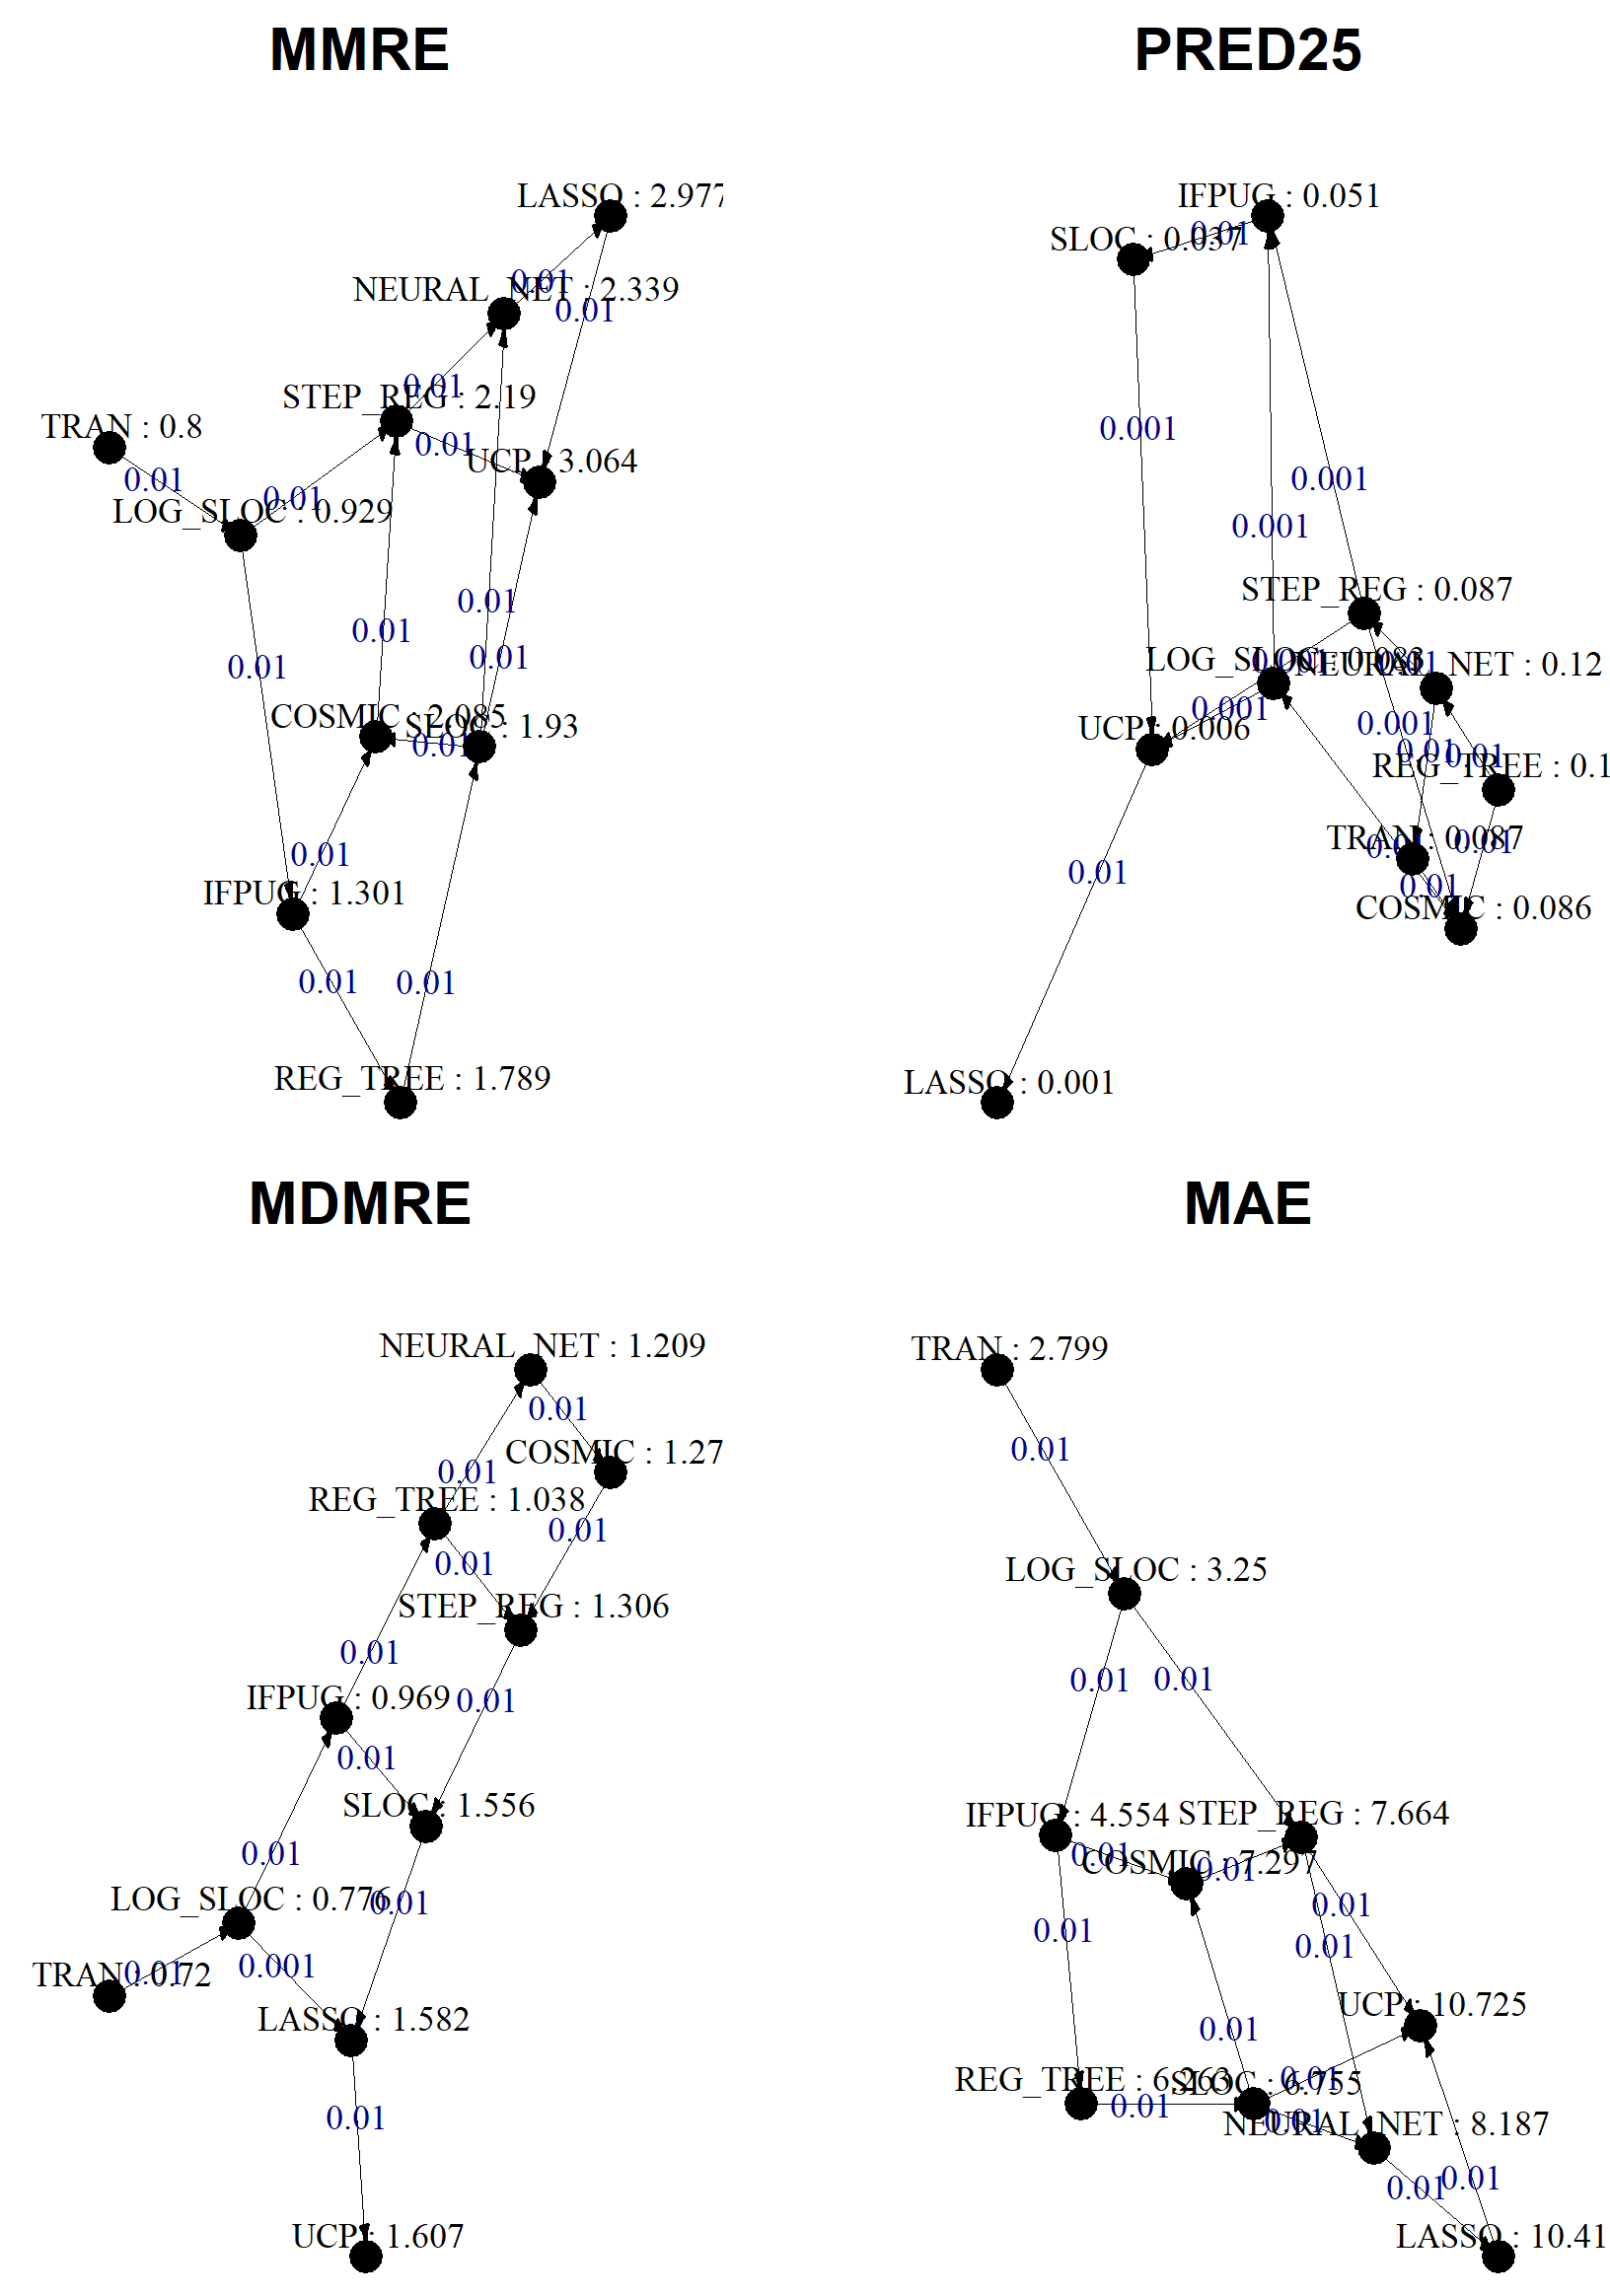 MMRE
PRED25
LASSO : 2.977
NEURAL_NET : 2.339
0.01
0.01
STEP_REG : 2.19
0.01
TRAN : 0.8
0.01
UCP : 3.064
0.01
0.01
LOG_SLOC : 0.929
0.01
0.01
0.01
0.01
COSMIC : 2.085
SLOC : 1.93
0.01
0.01
IFPUG : 1.301
0.01
0.01
REG_TREE : 1.789
IFPUG : 0.051
0.01
SLOC : 0.037
0.001
0.001
0.001
STEP_REG : 0.087
LOG_SLOC : 0.083
0.001
0.01
NEURAL_NET : 0.12
0.001
0.001
UCP : 0.006
0.01
0.01
REG_TREE : 0.1
TRAN : 0.087
0.01
0.01
0.01
0.01
COSMIC : 0.086
LASSO : 0.001
MDMRE
MAE
NEURAL_NET : 1.209
0.01
COSMIC : 1.27
0.01
REG_TREE : 1.038
0.01
0.01
STEP_REG : 1.306
0.01
IFPUG : 0.969
0.01
0.01
SLOC : 1.556
0.01
LOG_SLOC : 0.776
0.01
0.001
TRAN : 0.72
0.01
LASSO : 1.582
0.01
UCP : 1.607
TRAN : 2.799
0.01
LOG_SLOC : 3.25
0.01
0.01
IFPUG : 4.554
STEP_REG : 7.664
0.01
COSMIC : 7.297
0.01
0.01
0.01
0.01
UCP : 10.725
0.01
REG_TREE : 6.263
SLOC : 6.755
0.01
0.01
0.01
NEURAL_NET : 8.187
0.01
0.01
LASSO : 10.41